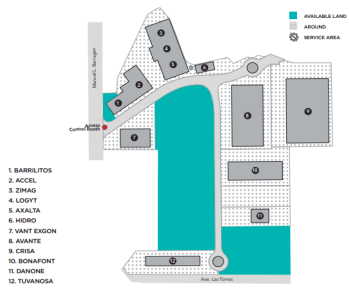 AVAILABLE LAND
AROUND
SERVICE AREA
Manuel L. Barragan
3
4
5
6
2
1
8
9
Access
Control Booth
7
10
11
12
Ave. Las Torres
1. BARRILITOS
2. ACCEL
3. ZIMAG
4. LOGYT
5. AXALTA
6. HIDRO
7. VANT EXGON
8. AVANTE
9. CRISA
10. BONAFONT
11. DANONE
12. TUVANOSA